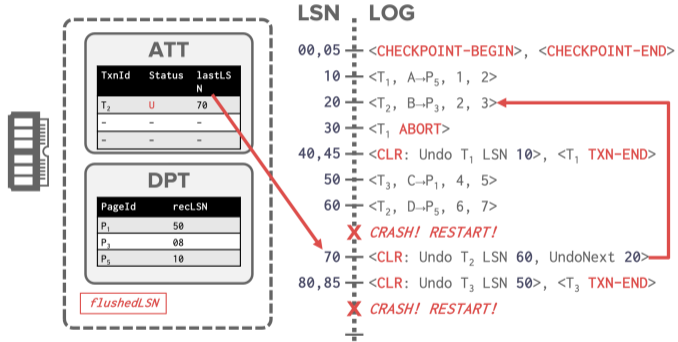 ATT
TxnId Status lastLS
N
T₂ U 70
- - -
- - -
DPT
PageId recLSN
P₁ 50
P₃ 08
P₅ 10
flushedLSN
LSN LOG
00,05 <CHECKPOINT-BEGIN>, <CHECKPOINT-END>
10 <T₁, A→P₅, 1, 2>
20 <T₂, B→P₃, 2, 3>
30 <T₁ ABORT>
40,45 <CLR: Undo T₁ LSN 10>, <T₁ TXN-END>
50 <T₃, C→P₁, 4, 5>
60 <T₂, D→P₅, 6, 7>
X CRASH! RESTART!
70 <CLR: Undo T₂ LSN 60, UndoNext 20>
80,85 <CLR: Undo T₃ LSN 50>, <T₃ TXN-END>
X CRASH! RESTART!